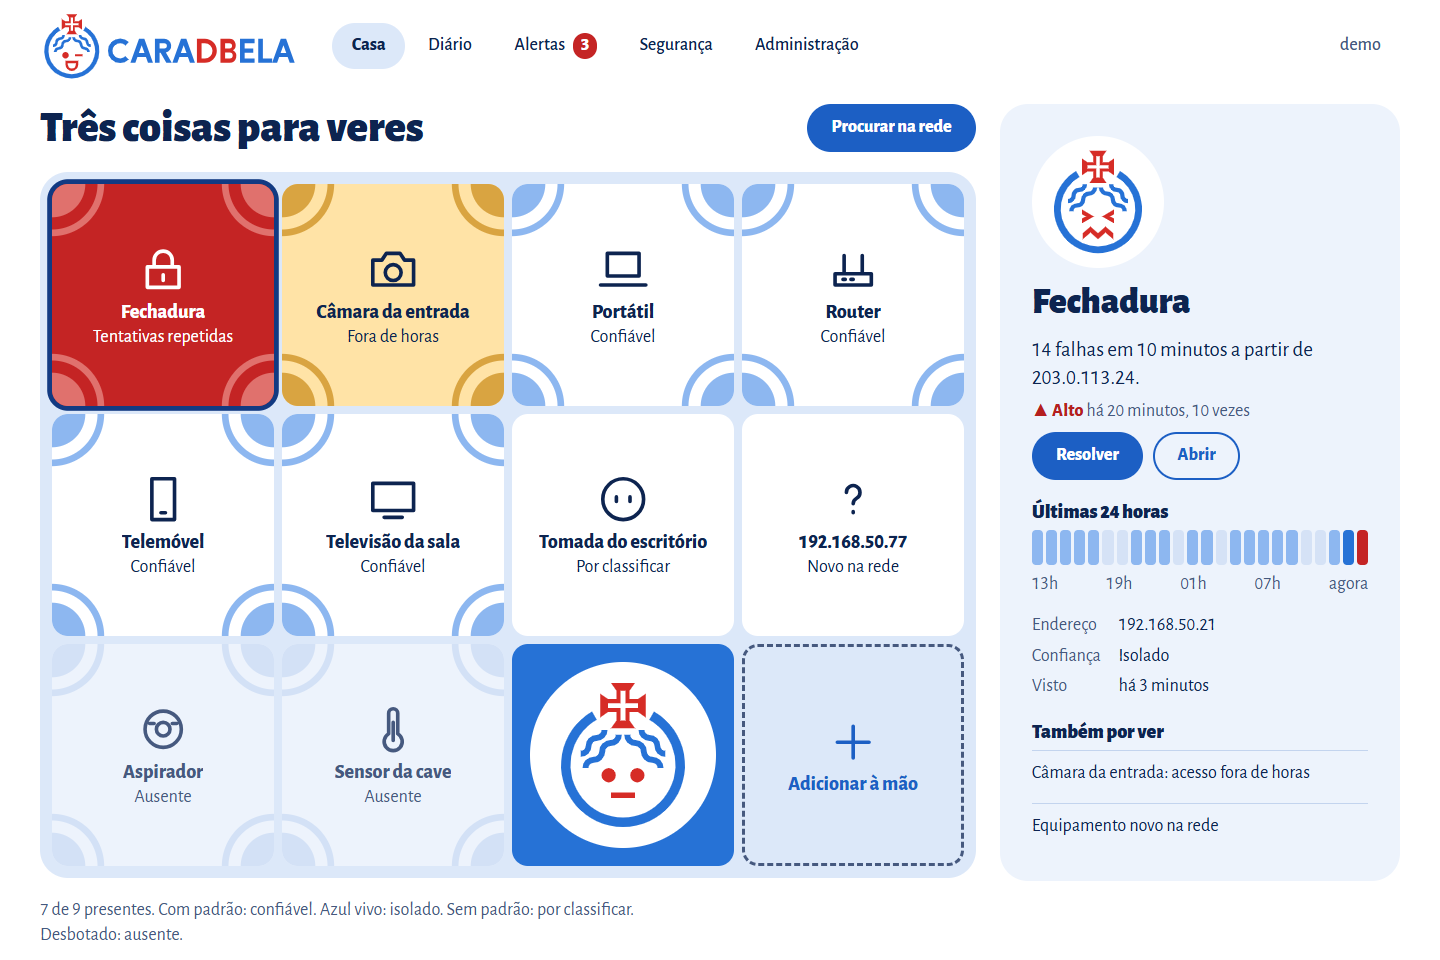 CARADBELA
Casa
Diário
Alertas 3
Segurança
Administração
demo
Três coisas para veres
Procurar na rede
Fechadura
Tentativas repetidas
Câmara da entrada
Fora de horas
Portátil
Confiável
Router
Confiável
Telemóvel
Confiável
Televisão da sala
Confiável
Tomada do escritório
Por classificar
192.168.50.77
Novo na rede
Aspirador
Ausente
Sensor da cave
Ausente
Adicionar à mão
7 de 9 presentes. Com padrão: confiável. Azul vivo: isolado. Sem padrão: por classificar.
Desbotado: ausente.
Fechadura
14 falhas em 10 minutos a partir de
203.0.113.24.
▲ Alto há 20 minutos, 10 vezes
Resolver
Abrir
Últimas 24 horas
13h 19h 01h 07h agora
Endereço 192.168.50.21
Confiança Isolado
Visto há 3 minutos
Também por ver
Câmara da entrada: acesso fora de horas
Equipamento novo na rede